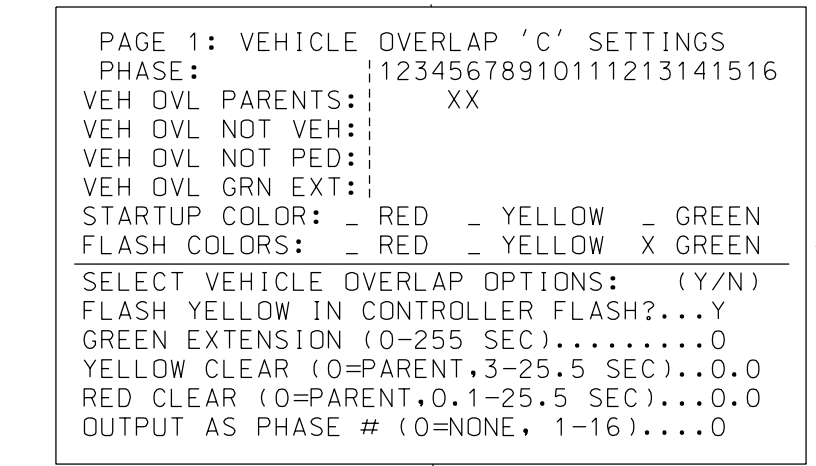 PAGE 1: VEHICLE OVERLAP 'C' SETTINGS
PHASE: ¦12345678910111213141516
VEH OVL PARENTS:¦ XX
VEH OVL NOT VEH:¦
VEH OVL NOT PED:¦
VEH OVL GRN EXT:¦
STARTUP COLOR: _ RED _ YELLOW _ GREEN
FLASH COLORS: _ RED _ YELLOW X GREEN
SELECT VEHICLE OVERLAP OPTIONS: (Y/N)
FLASH YELLOW IN CONTROLLER FLASH?...Y
GREEN EXTENSION (0-255 SEC).........0
YELLOW CLEAR (0=PARENT,3-25.5 SEC)..0.0
RED CLEAR (0=PARENT,0.1-25.5 SEC)...0.0
OUTPUT AS PHASE # (0=NONE, 1-16)....0